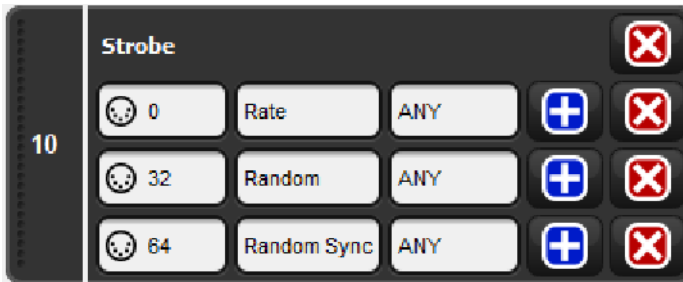 Strobe
0 Rate ANY
10
32 Random ANY
64 Random Sync ANY